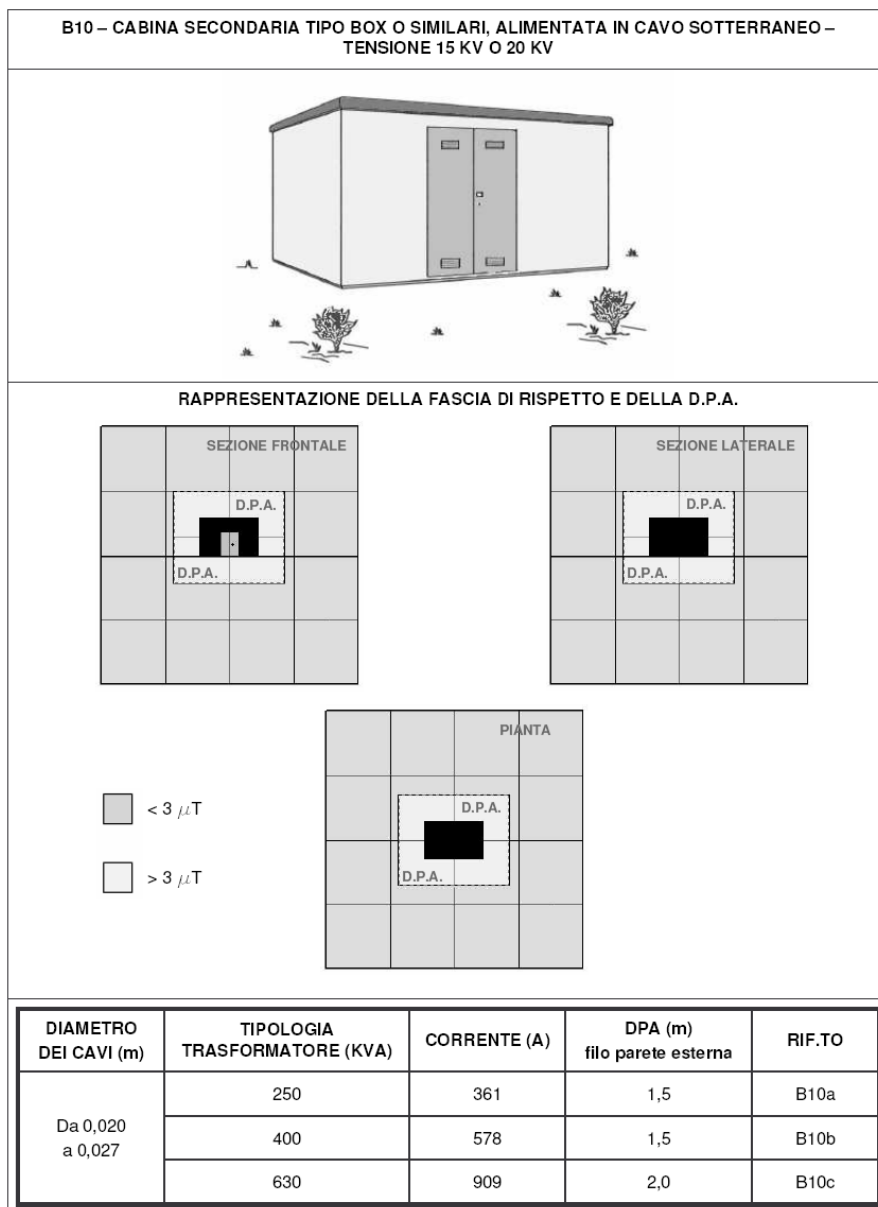 B10 – CABINA SECONDARIA TIPO BOX O SIMILARI, ALIMENTATA IN CAVO SOTTERRANEO –
TENSIONE 15 KV O 20 KV
RAPPRESENTAZIONE DELLA FASCIA DI RISPETTO E DELLA D.P.A.
SEZIONE FRONTALE
D.P.A.
D.P.A.
SEZIONE LATERALE
D.P.A.
D.P.A.
PIANTA
D.P.A.
D.P.A.
< 3 μT
> 3 μT
DIAMETRO
DEI CAVI (m)
TIPOLOGIA
TRASFORMATORE (KVA)
CORRENTE (A)
DPA (m)
filo parete esterna
RIF.TO
Da 0,020
a 0,027
250 361 1,5 B10a
400 578 1,5 B10b
630 909 2,0 B10c